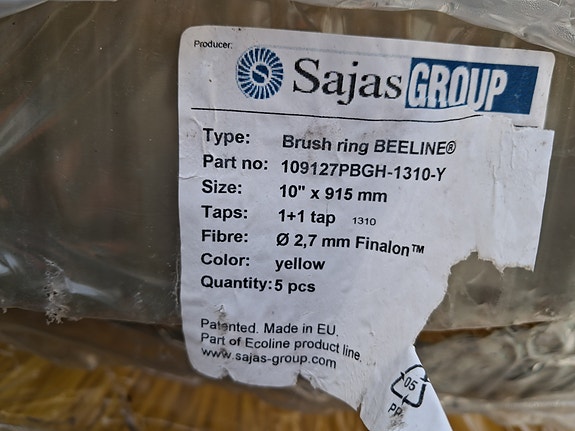 Producer:
Sajas GROUP
Type: Brush ring BEELINE®
Part no: 109127PBGH-1310-Y
Size: 10" x 915 mm
Taps: 1+1 tap 1310
Fibre: Ø 2,7 mm Finalon™
Color: yellow
Quantity: 5 pcs
Patented. Made in EU.
Part of Ecoline product line.
www.sajas-group.com
05
PP